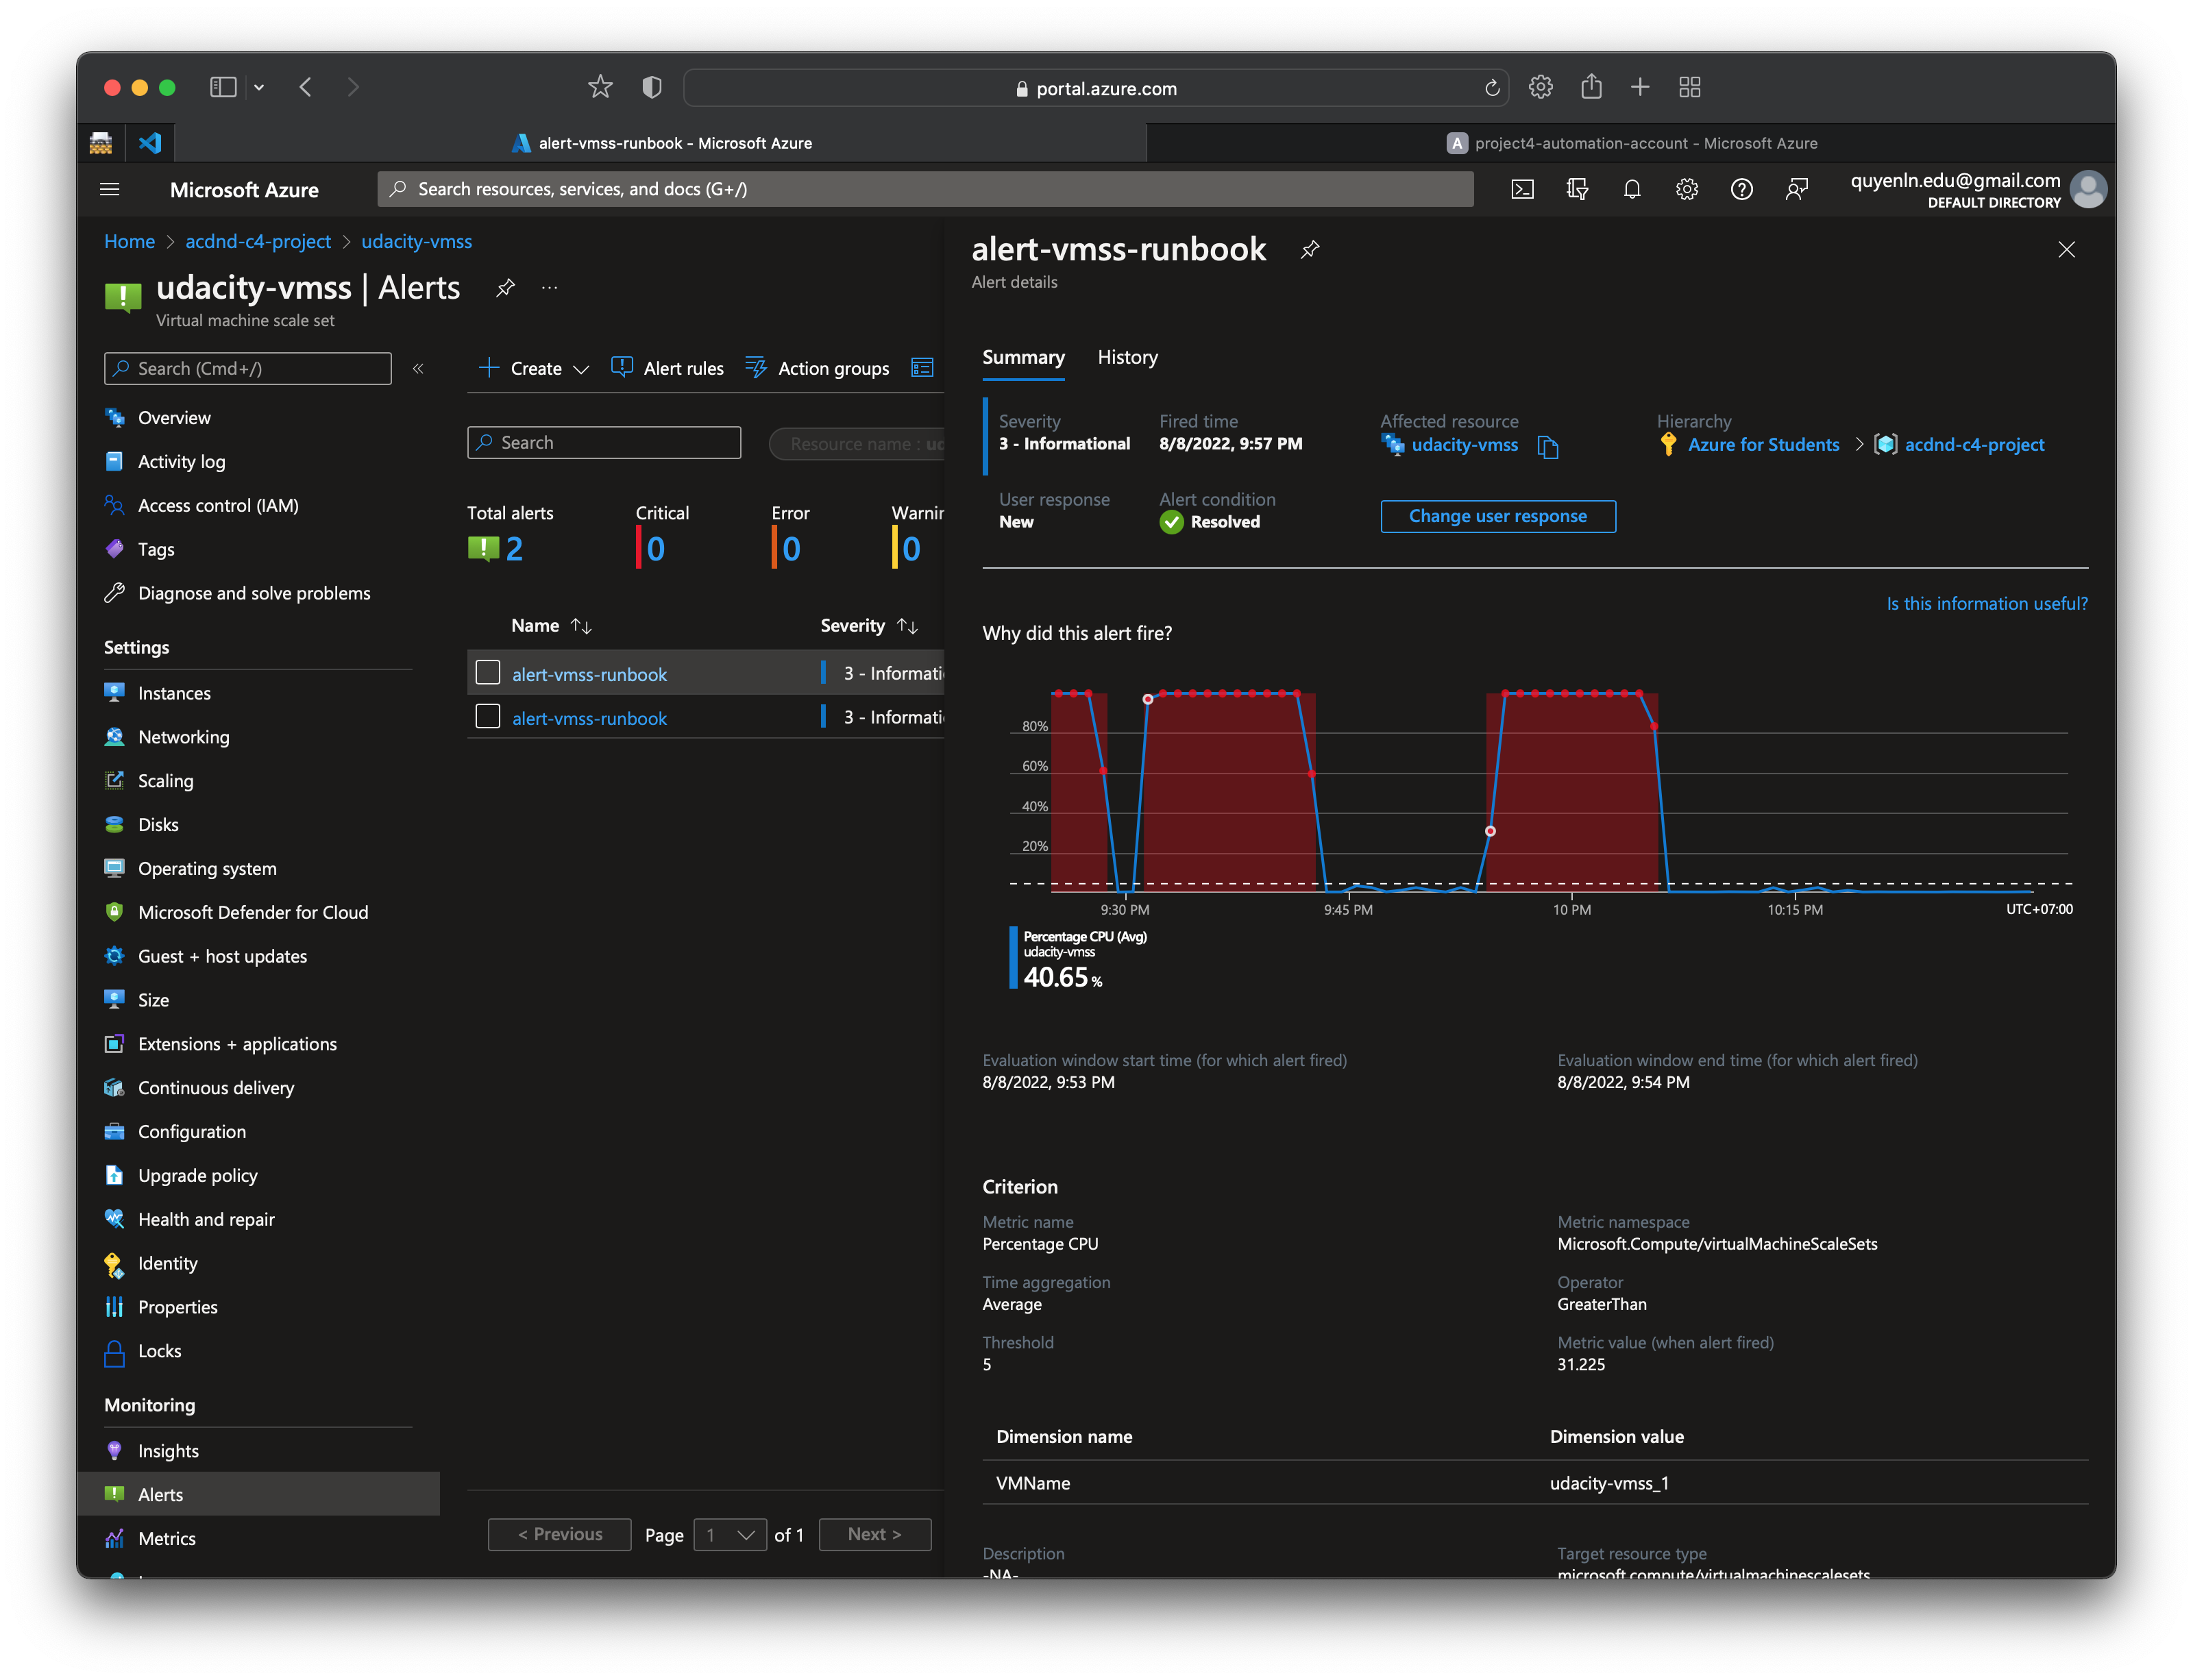 portal.azure.com
alert-vmss-runbook - Microsoft Azure
A project4-automation-account - Microsoft Azure
Microsoft Azure
Search resources, services, and docs (G+/)
quyenln.edu@gmail.com
DEFAULT DIRECTORY
Home > acdnd-c4-project > udacity-vmss
udacity-vmss | Alerts
Virtual machine scale set
Search (Cmd+/)
Overview
Activity log
Access control (IAM)
Tags
Diagnose and solve problems
Settings
Instances
Networking
Scaling
Disks
Operating system
Microsoft Defender for Cloud
Guest + host updates
Size
Extensions + applications
Continuous delivery
Configuration
Upgrade policy
Health and repair
Identity
Properties
Locks
Monitoring
Insights
Alerts
Metrics
Create
Alert rules
Action groups
Search
Resource name : ud
Total alerts
2
Critical
0
Error
0
Warnin
0
Name
Severity
alert-vmss-runbook
3 - Informati
alert-vmss-runbook
3 - Informati
< Previous
Page 1 of 1
Next >
alert-vmss-runbook
Alert details
Summary
History
Severity
3 - Informational
Fired time
8/8/2022, 9:57 PM
Affected resource
udacity-vmss
Hierarchy
Azure for Students > acdnd-c4-project
User response
New
Alert condition
Resolved
Change user response
Is this information useful?
Why did this alert fire?
80%
60%
40%
20%
9:30 PM
9:45 PM
10 PM
10:15 PM
UTC+07:00
Percentage CPU (Avg)
udacity-vmss
40.65 %
Evaluation window start time (for which alert fired)
8/8/2022, 9:53 PM
Evaluation window end time (for which alert fired)
8/8/2022, 9:54 PM
Criterion
Metric name
Percentage CPU
Metric namespace
Microsoft.Compute/virtualMachineScaleSets
Time aggregation
Average
Operator
GreaterThan
Threshold
5
Metric value (when alert fired)
31.225
Dimension name
Dimension value
VMName
udacity-vmss_1
Description
-NA-
Target resource type
microsoft.compute/virtualmachinescalesets